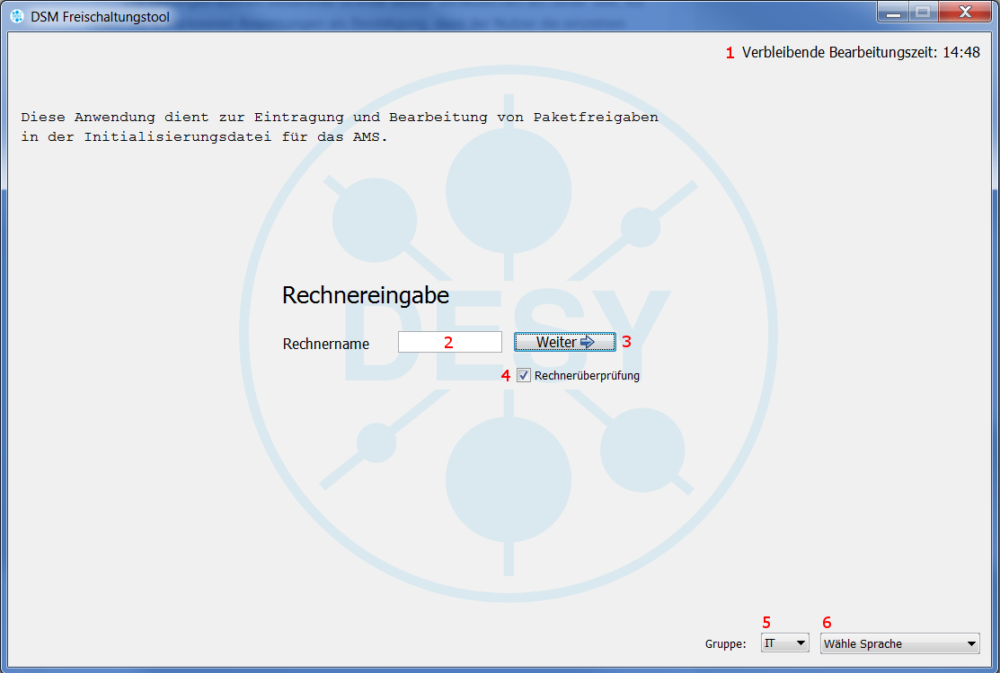 DSM Freischaltungstool
1 Verbleibende Bearbeitungszeit: 14:48
Diese Anwendung dient zur Eintragung und Bearbeitung von Paketfreigaben
in der Initialisierungsdatei für das AMS.
DESY
Rechnereingabe
Rechnername 2 Weiter 3
4 Rechnerüberprüfung
5 6
Gruppe: IT Wähle Sprache